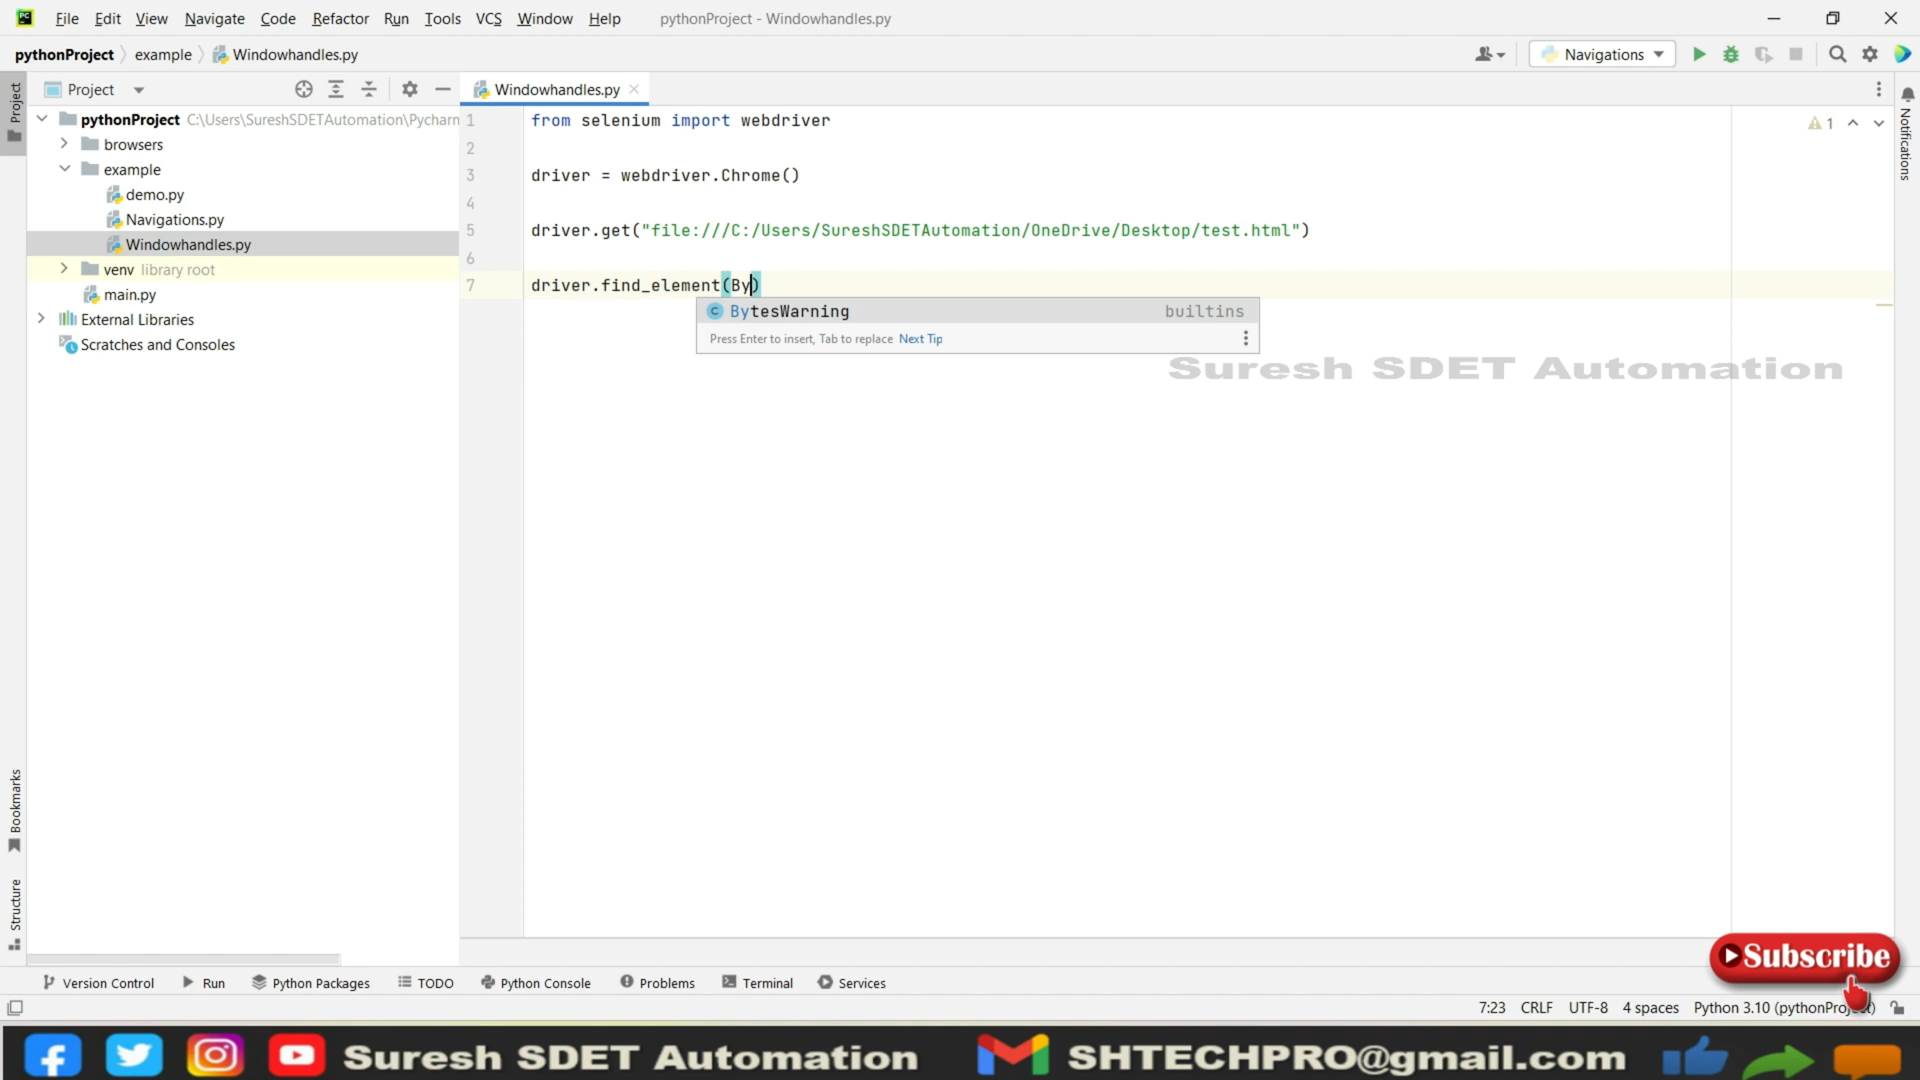 File Edit View Navigate Code Refactor Run Tools VCS Window Help pythonProject - Windowhandles.py
pythonProject example Windowhandles.py Navigations
Project
Windowhandles.py
Project
pythonProject C:\Users\SureshSDETAutomation\Pycharm
browsers
example
demo.py
Navigations.py
Windowhandles.py
venv library root
main.py
External Libraries
Scratches and Consoles
1 from selenium import webdriver
2
3 driver = webdriver.Chrome()
4
5 driver.get("file:///C:/Users/SureshSDETAutomation/OneDrive/Desktop/test.html")
6
7 driver.find_element(By)
1
C BytesWarning builtins
Press Enter to insert, Tab to replace Next Tip
Suresh SDET Automation
Notifications
Bookmarks
Structure
Subscribe
Version Control Run Python Packages TODO Python Console Problems Terminal Services
7:23 CRLF UTF-8 4 spaces Python 3.10
Suresh SDET Automation SHTECHPRO@gmail.com